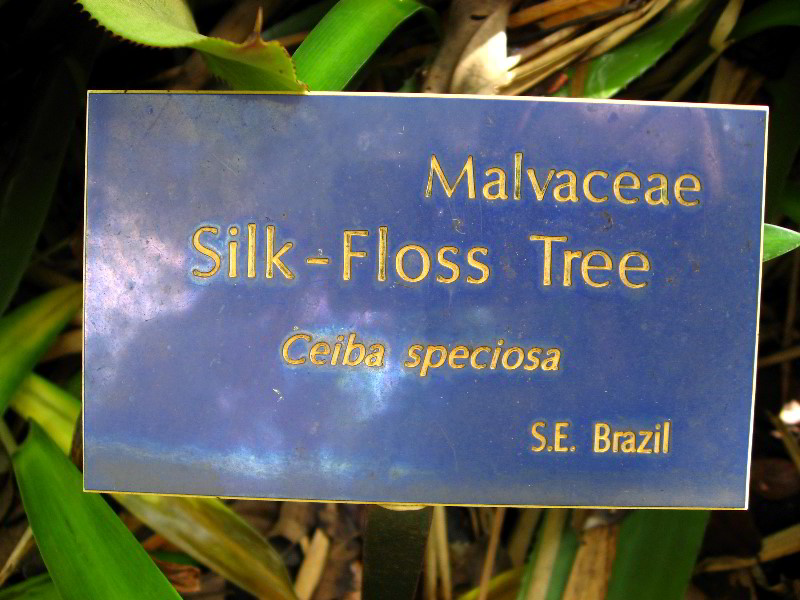 Malvaceae
Silk-Floss Tree
Ceiba speciosa
S.E. Brazil